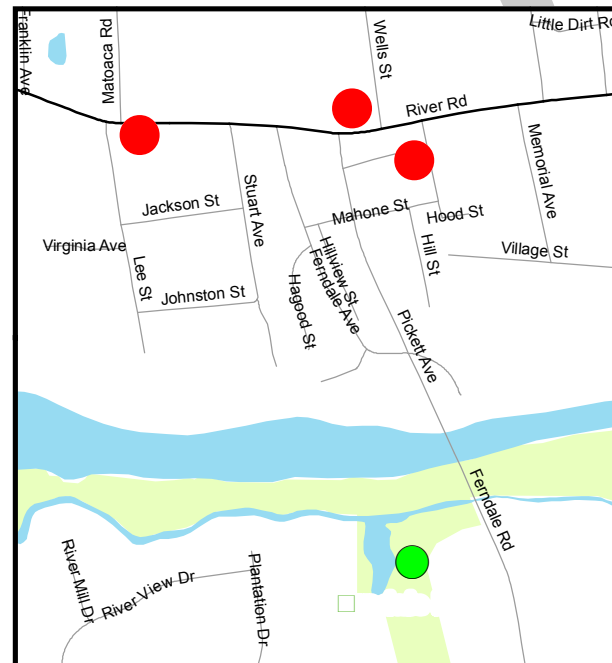 Franklin Ave
Matoaca Rd
Wells St
Little Dirt Rd
River Rd
Memorial Ave
Jackson St
Stuart Ave
Mahone St
Hood St
Virginia Ave
Lee St
Hillview St
Ferndale Ave
Hill St
Village St
Johnston St
Hagood St
Pickett Ave
Ferndale Rd
River Mill Dr
River View Dr
Plantation Dr